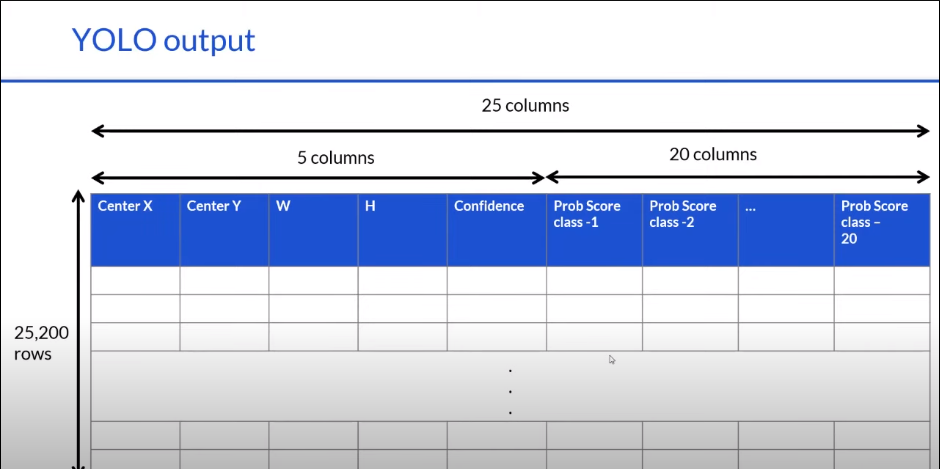 YOLO output
25 columns
5 columns
20 columns
Center X
Center Y
W
H
Confidence
Prob Score
class -1
Prob Score
class -2
...
Prob Score
class –
20
25,200
rows
.
.
.